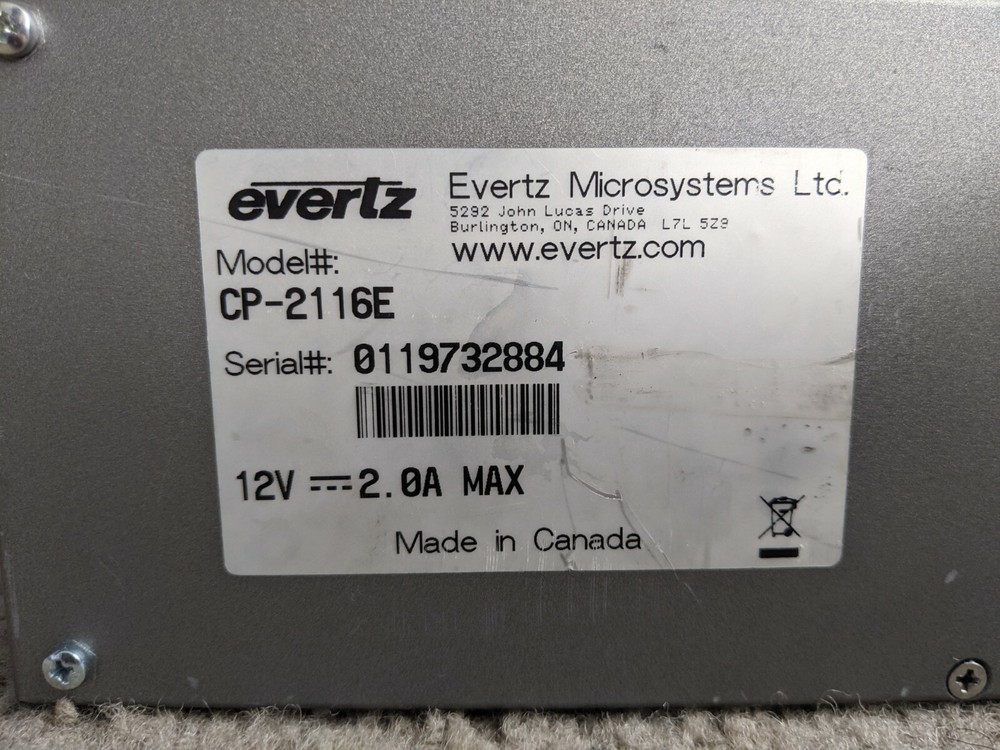 evertz
Evertz Microsystems Ltd.
5292 John Lucas Drive
Burlington, ON, CANADA L7L 5Z9
www.evertz.com
Model#:
CP-2116E
Serial#: 0119732884
12V ⎓ 2.0A MAX
Made in Canada